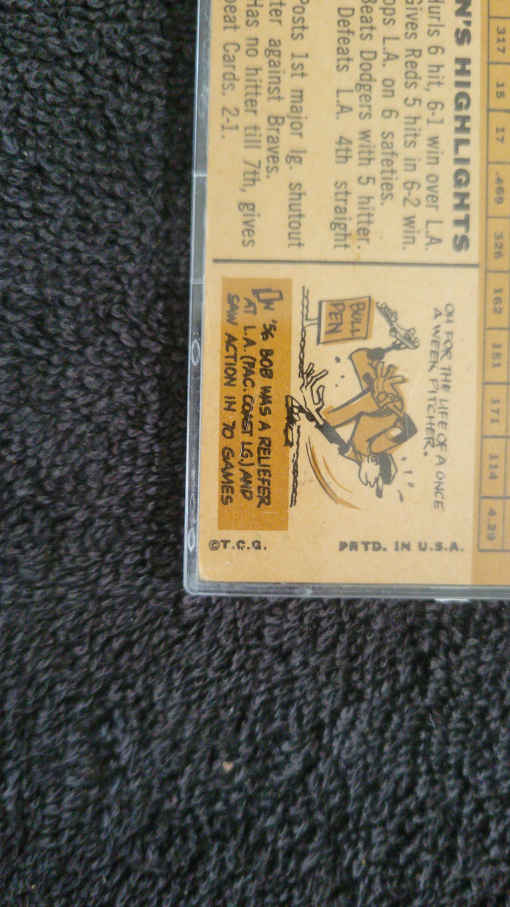 317 15 17 .469 326 162 151 171 114 4.29
N'S HIGHLIGHTS
Hurls 6 hit, 6-1 win over L.A.
Gives Reds 5 hits in 6-2 win.
ops L.A. on 6 safeties.
Beats Dodgers with 5 hitter.
Defeats L.A. 4th straight
Posts 1st major lg. shutout
ter against Braves.
Has no hitter till 7th, gives
beat Cards. 2-1.
OH FOR THE LIFE OF A ONCE
A WEEK PITCHER."
BULL
PEN
IN '56 BOB WAS A RELIEFER
AT L.A. (PAC. COAST LG.) AND
SAW ACTION IN 70 GAMES
©T.C.G. PRTD. IN U.S.A.